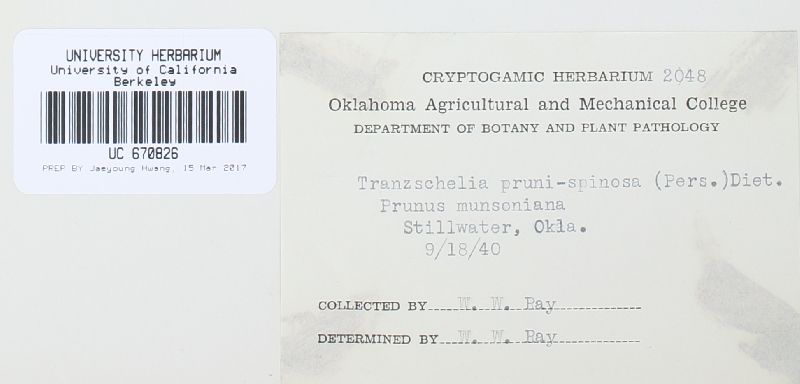 UNIVERSITY HERBARIUM
University of California
Berkeley
UC 670826
PREP BY Jaeyoung Hwang, 15 Mar 2017
CRYPTOGAMIC HERBARIUM 2048
Oklahoma Agricultural and Mechanical College
DEPARTMENT OF BOTANY AND PLANT PATHOLOGY
Tranzschelia pruni-spinosa (Pers.)Diet.
Prunus munsoniana
Stillwater, Okla.
9/18/40
COLLECTED BY W. W. Ray
DETERMINED BY W. W. Ray